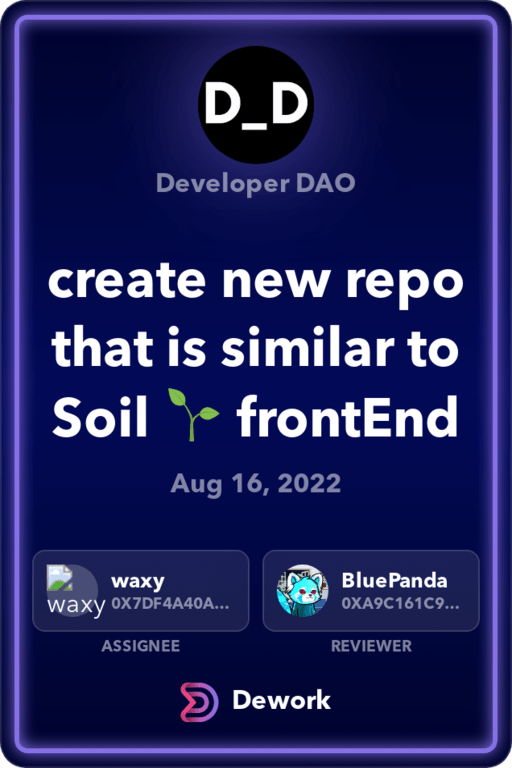 D_D
Developer DAO
create new repo
that is similar to
Soil 🌱 frontEnd
Aug 16, 2022
waxy
waxy
0X7DF4A40A...
BluePanda
0XA9C161C9...
ASSIGNEE
REVIEWER
Dework